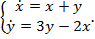 ẋ = x + y
ẏ = 3y - 2x.